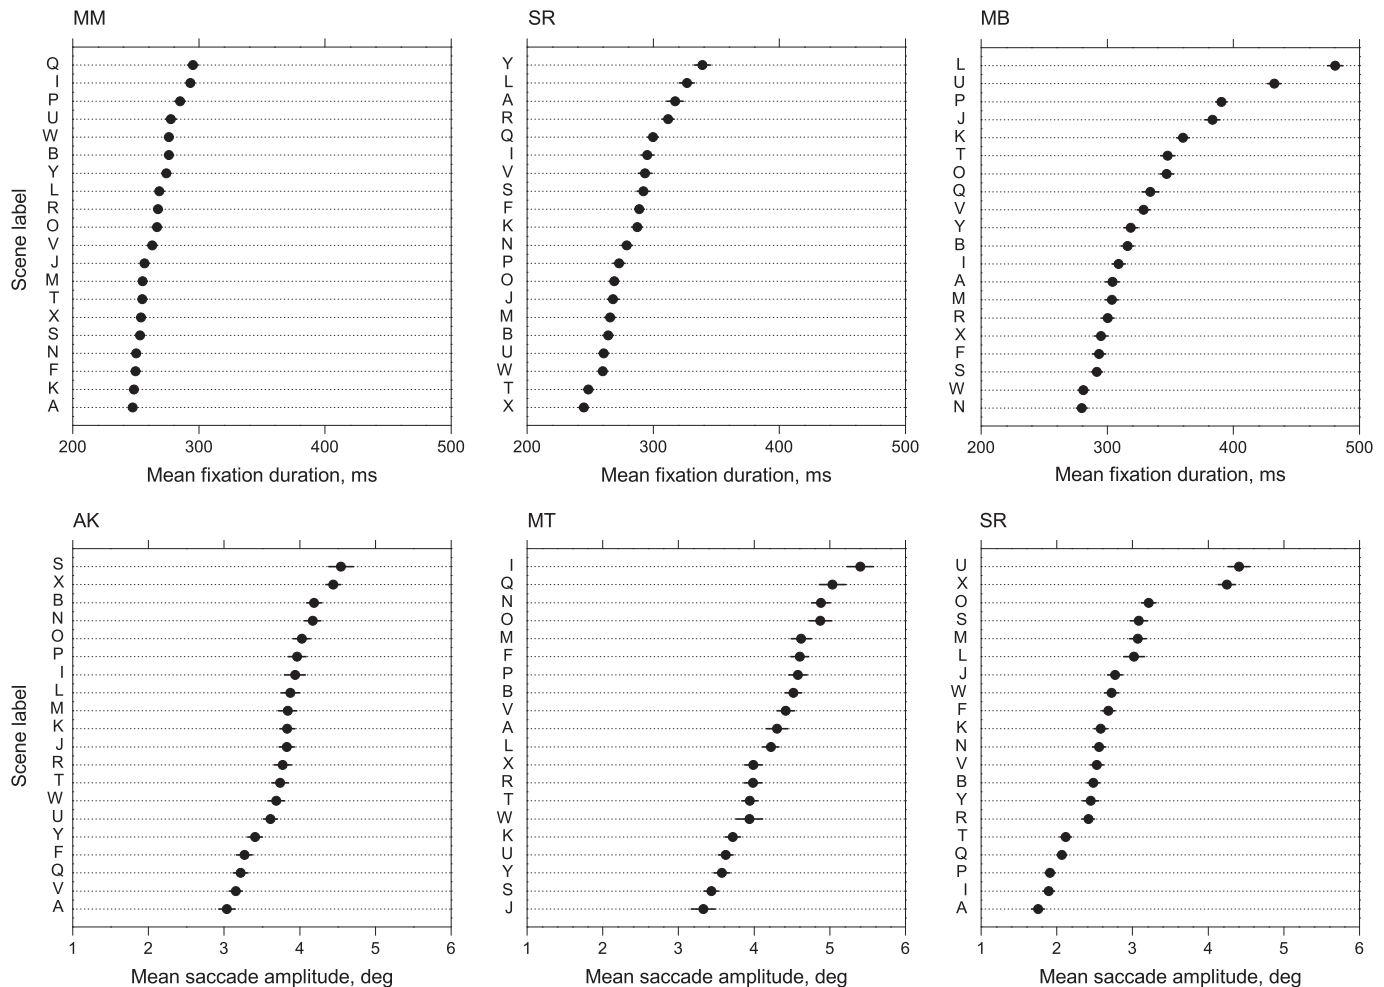 MM
SR
MB
Scene label
Q
I
P
U
W
B
Y
L
R
O
V
J
M
T
X
S
N
F
K
A
200 300 400 500
Mean fixation duration, ms
Y
L
A
R
Q
I
V
S
F
K
N
P
O
J
M
B
U
W
T
X
200 300 400 500
Mean fixation duration, ms
L
U
P
J
K
T
O
Q
V
Y
B
I
A
M
R
X
F
S
W
N
200 300 400 500
Mean fixation duration, ms
AK
MT
SR
Scene label
S
X
B
N
O
P
I
L
M
K
J
R
T
W
U
Y
F
Q
V
A
1 2 3 4 5 6
Mean saccade amplitude, deg
I
Q
N
O
M
F
P
B
V
A
L
X
R
T
W
K
U
Y
S
J
1 2 3 4 5 6
Mean saccade amplitude, deg
U
X
O
S
M
L
J
W
F
K
N
V
B
Y
R
T
Q
P
I
A
1 2 3 4 5 6
Mean saccade amplitude, deg